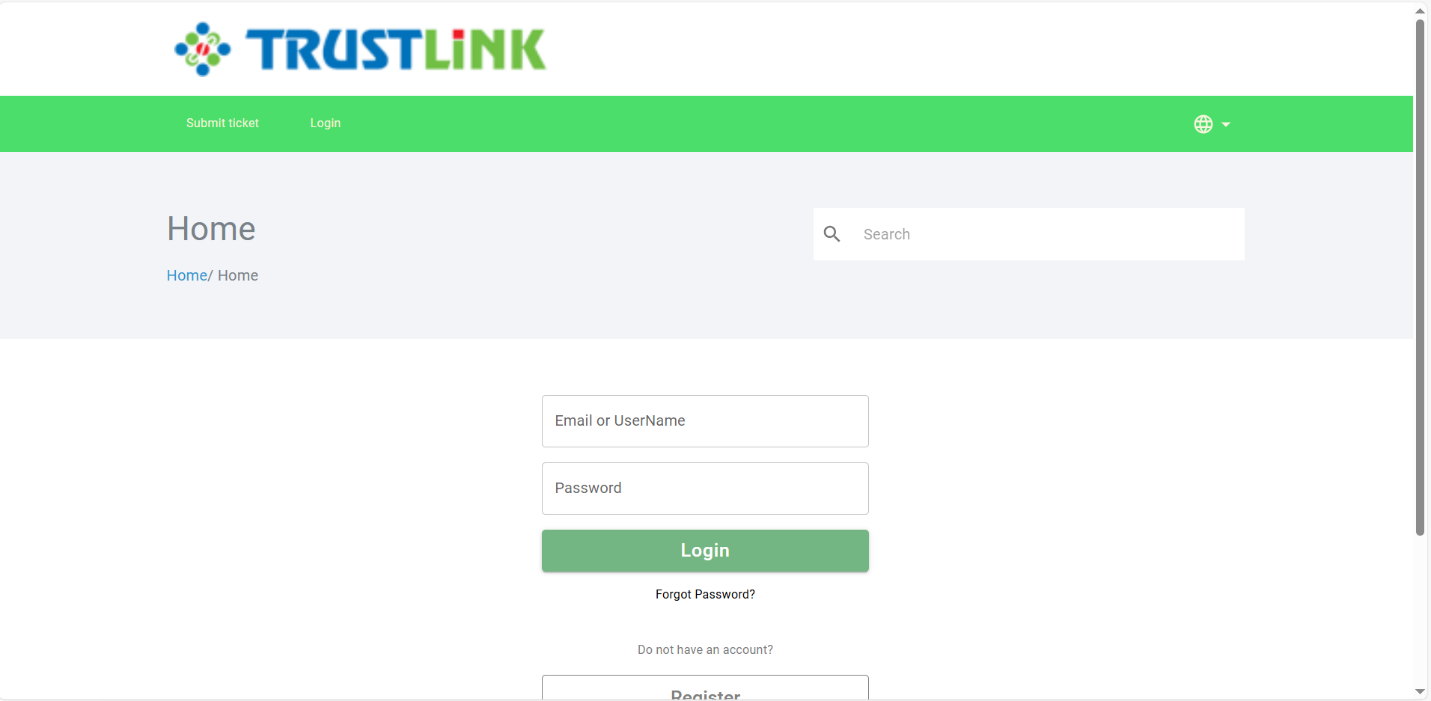 TRUSTLiNK
Submit ticket Login
Home
Search
Home/ Home
Email or UserName
Password
Login
Forgot Password?
Do not have an account?
Register